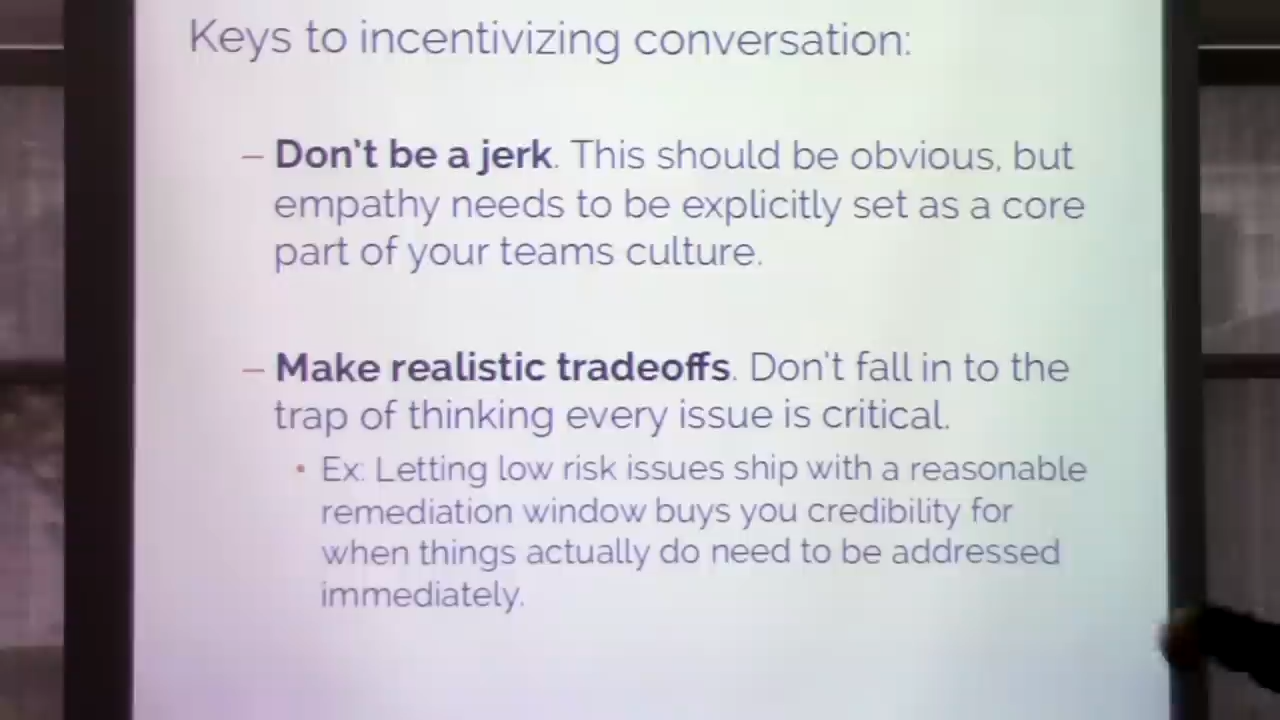 Keys to incentivizing conversation:
– Don't be a jerk. This should be obvious, but
empathy needs to be explicitly set as a core
part of your teams culture.
– Make realistic tradeoffs. Don't fall in to the
trap of thinking every issue is critical.
• Ex: Letting low risk issues ship with a reasonable
remediation window buys you credibility for
when things actually do need to be addressed
immediately.